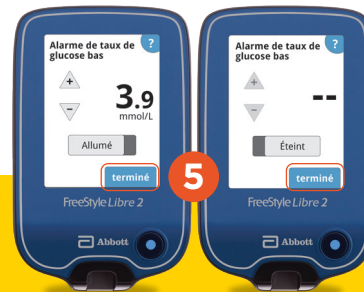 Alarme de taux de
glucose bas
?
3.9
mmol/L
Allumé
terminé
FreeStyle Libre 2
Abbott
5
Alarme de taux de
glucose bas
?
--
Éteint
terminé
FreeStyle Libre 2
Abbott